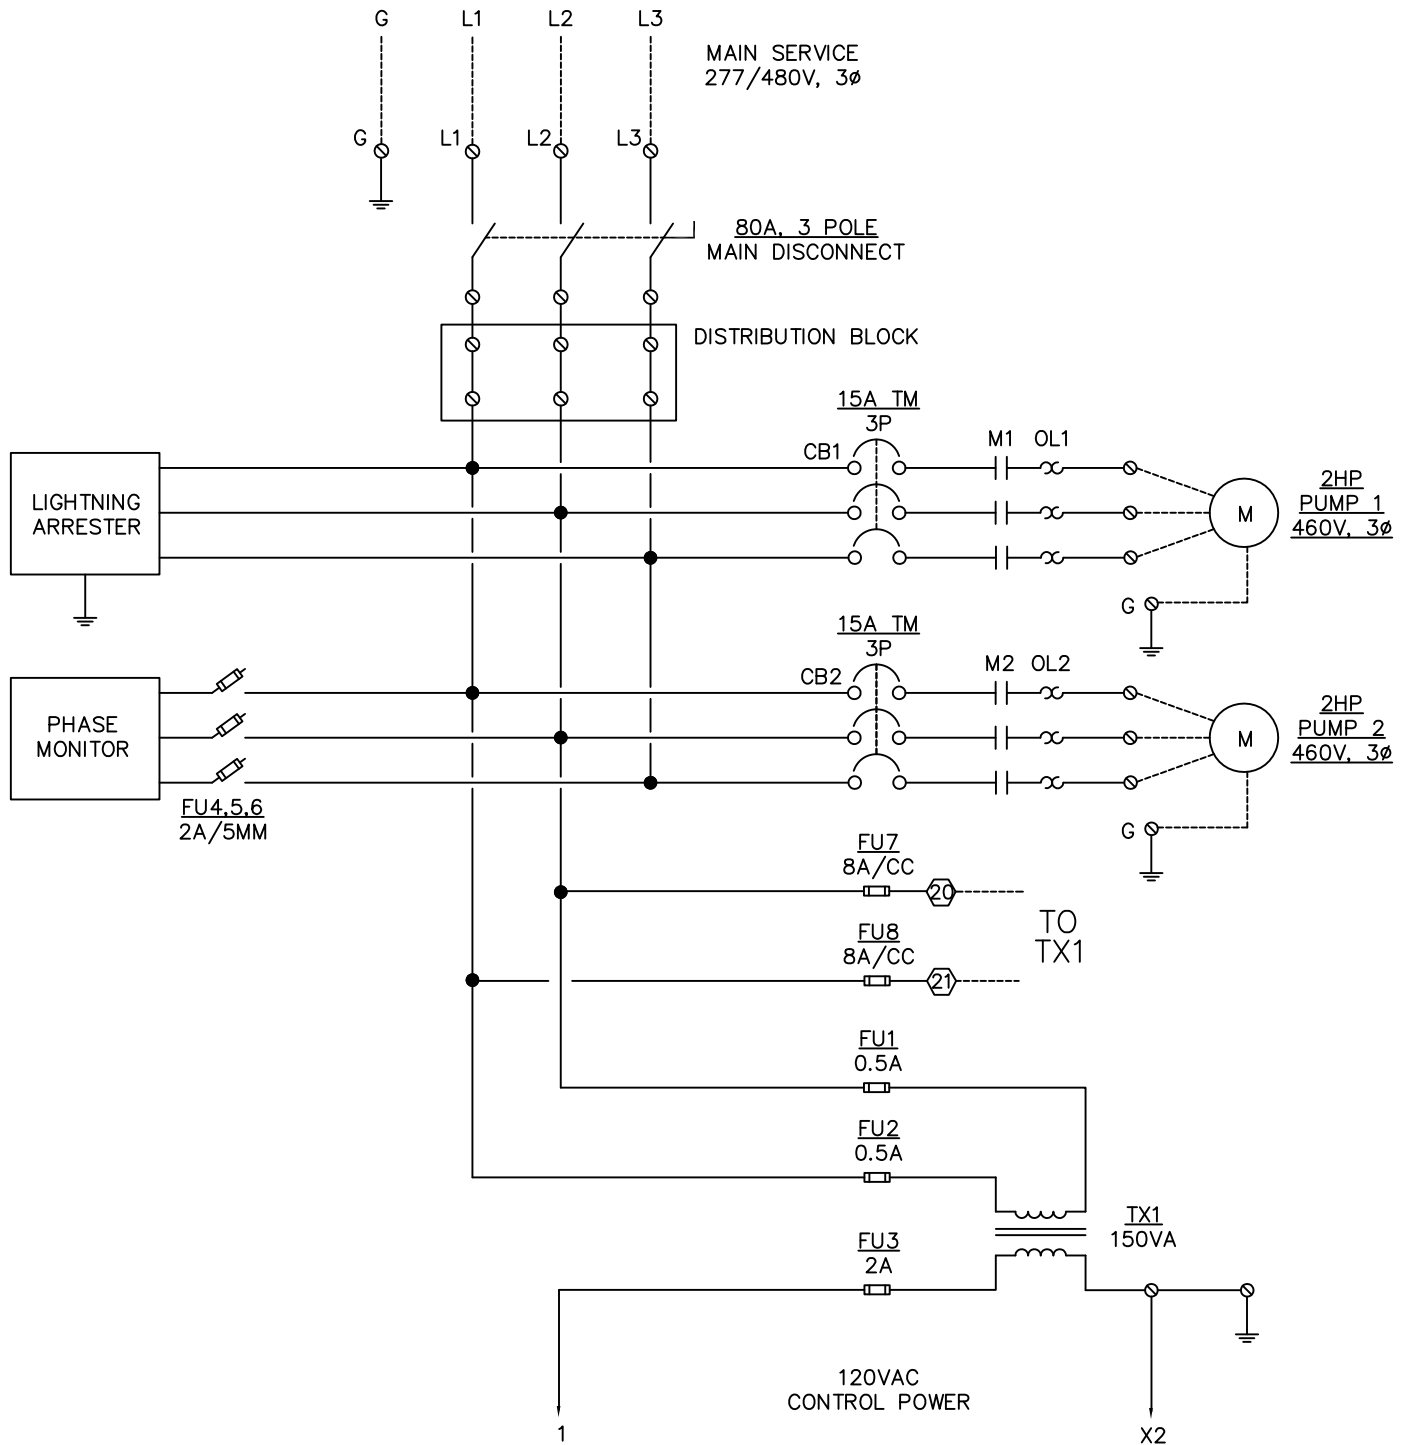 G L1 L2 L3
MAIN SERVICE
277/480V, 3ø
G L1 L2 L3
80A, 3 POLE
MAIN DISCONNECT
DISTRIBUTION BLOCK
15A TM
3P
CB1 M1 OL1
LIGHTNING
ARRESTER
M
2HP
PUMP 1
460V, 3ø
G
15A TM
3P
CB2 M2 OL2
PHASE
MONITOR
M
2HP
PUMP 2
460V, 3ø
FU4,5,6
2A/5MM
G
FU7
8A/CC
20
TO
TX1
FU8
8A/CC
21
FU1
0.5A
FU2
0.5A
TX1
150VA
FU3
2A
120VAC
CONTROL POWER
1 X2